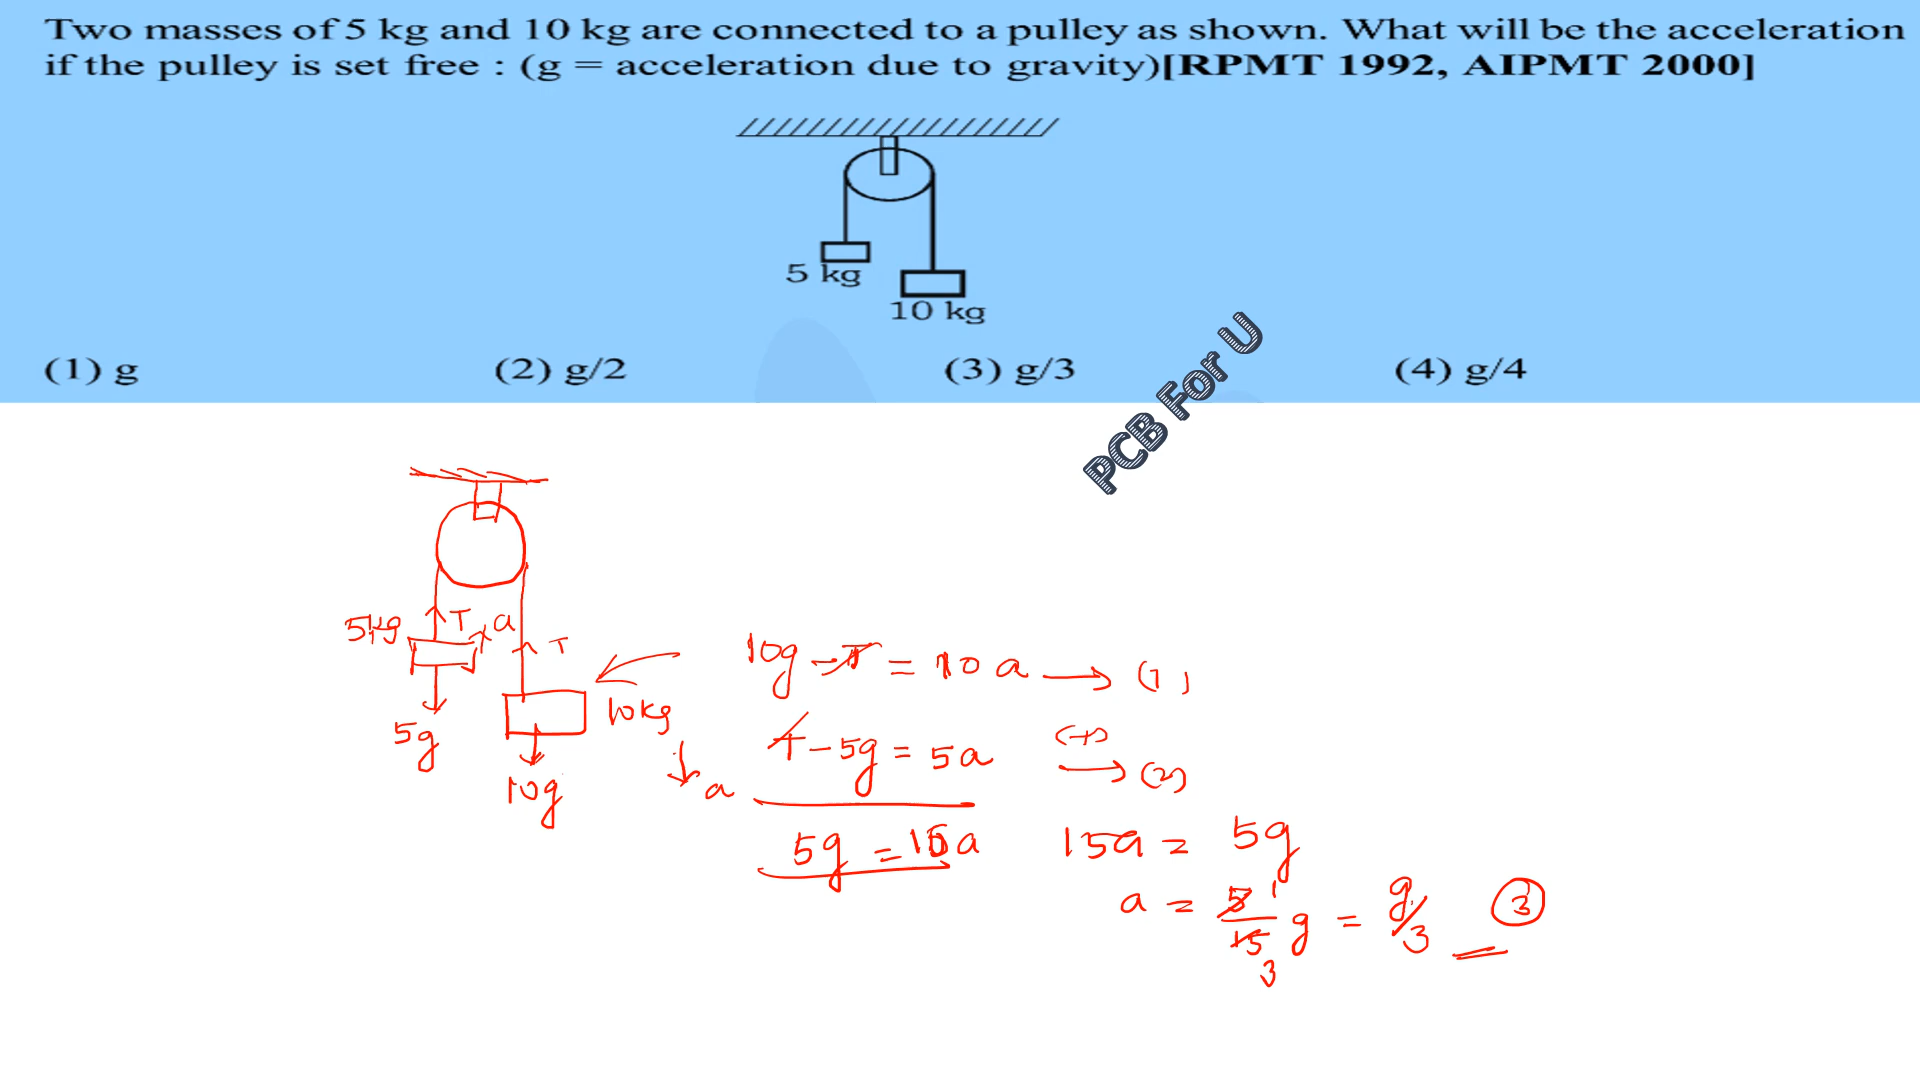 Two masses of 5 kg and 10 kg are connected to a pulley as shown. What will be the acceleration
if the pulley is set free : (g = acceleration due to gravity)[RPMT 1992, AIPMT 2000]
5 kg
10 kg
(1) g (2) g/2 (3) g/3 (4) g/4
PCB For U
5kg T a T
10kg
5g
10g
a
10g - T = 10a → (1)
T - 5g = 5a (+) → (2)
5g = 15a
15a = 5g
a = 5/15 g = g/3 (3)
1
3